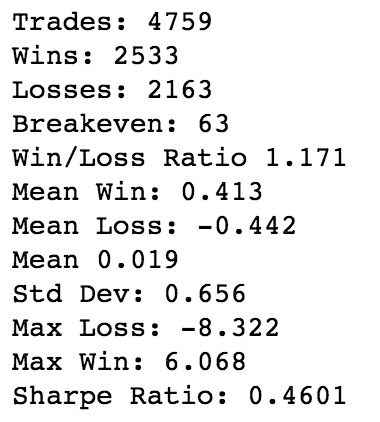 Trades: 4759
Wins: 2533
Losses: 2163
Breakeven: 63
Win/Loss Ratio 1.171
Mean Win: 0.413
Mean Loss: -0.442
Mean 0.019
Std Dev: 0.656
Max Loss: -8.322
Max Win: 6.068
Sharpe Ratio: 0.4601